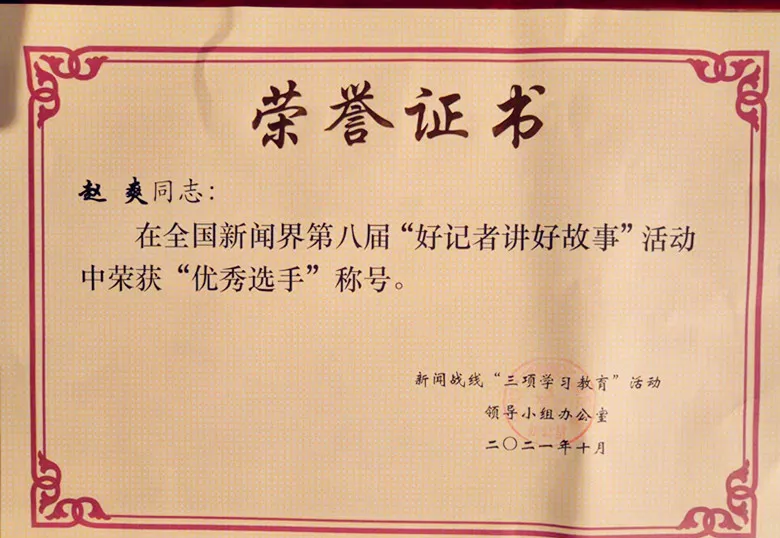 荣誉证书
赵 爽同志：
在全国新闻界第八届“好记者讲好故事”活动
中荣获“优秀选手”称号。
新闻战线“三项学习教育”活动
领导小组办公室
二〇二一年十月